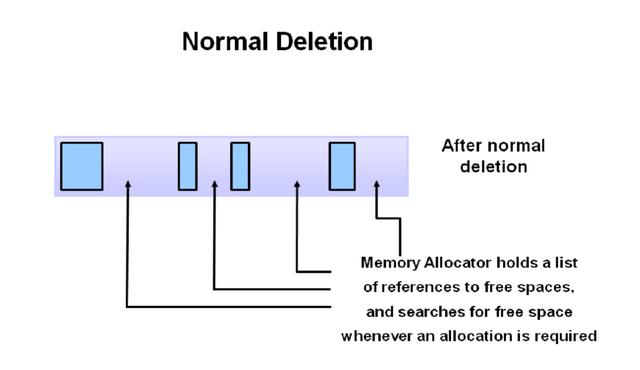 Normal Deletion
After normal
deletion
Memory Allocator holds a list
of references to free spaces,
and searches for free space
whenever an allocation is required